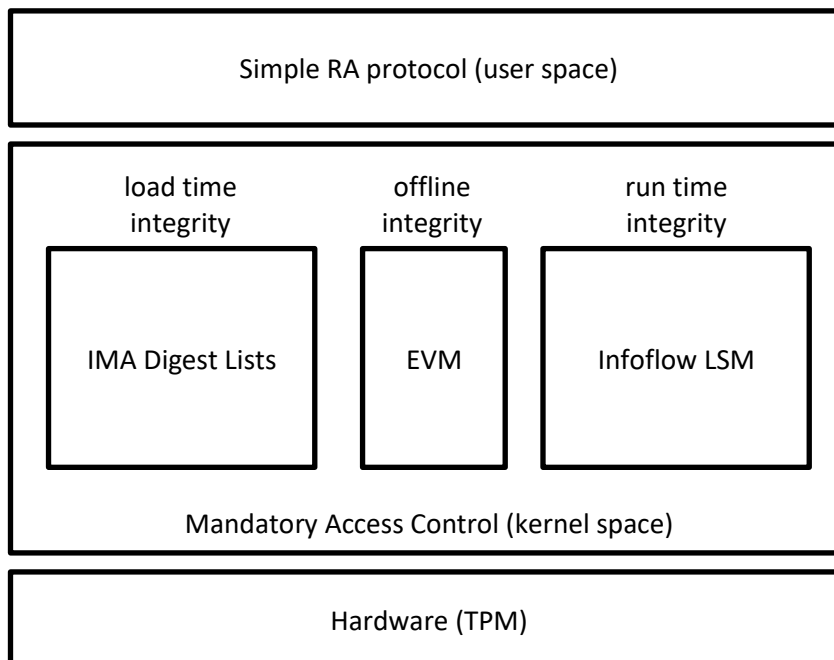 Simple RA protocol (user space)
load time
integrity
offline
integrity
run time
integrity
IMA Digest Lists
EVM
Infoflow LSM
Mandatory Access Control (kernel space)
Hardware (TPM)